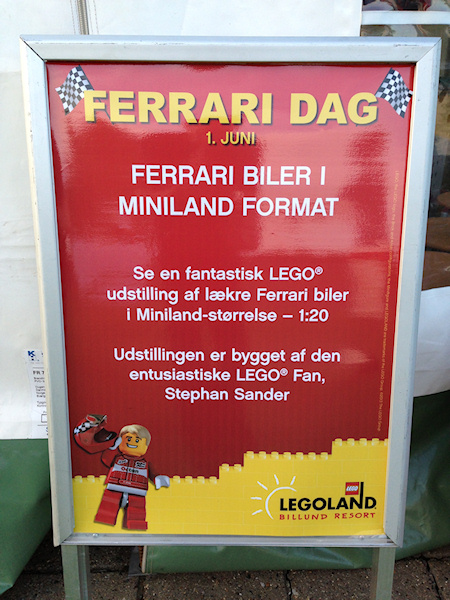 FERRARI DAG
1. JUNI
FERRARI BILER I
MINILAND FORMAT
Se en fantastisk LEGO®
udstilling af lækre Ferrari biler
i Miniland-størrelse – 1:20
Udstillingen er bygget af den
entusiastiske LEGO® Fan,
Stephan Sander
LEGO
LEGOLAND
BILLUND RESORT